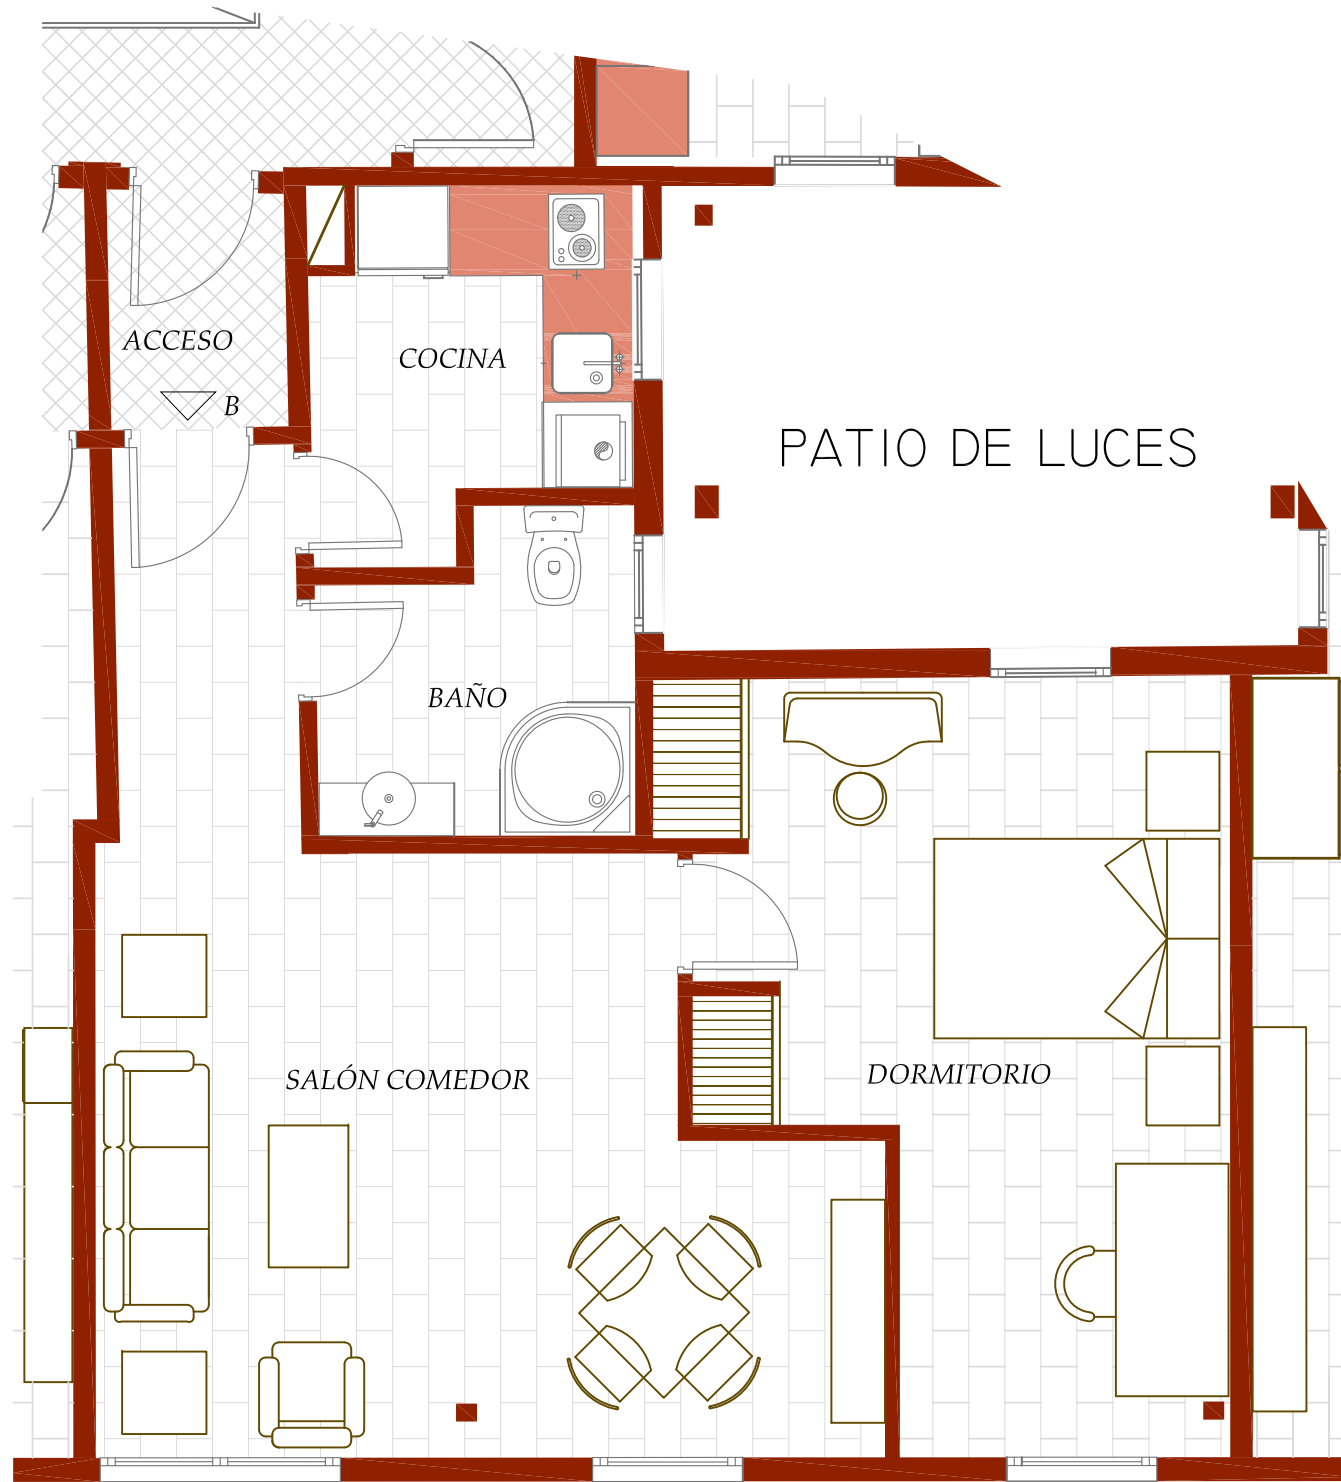 ACCESO
B
COCINA
PATIO DE LUCES
BAÑO
SALÓN COMEDOR
DORMITORIO